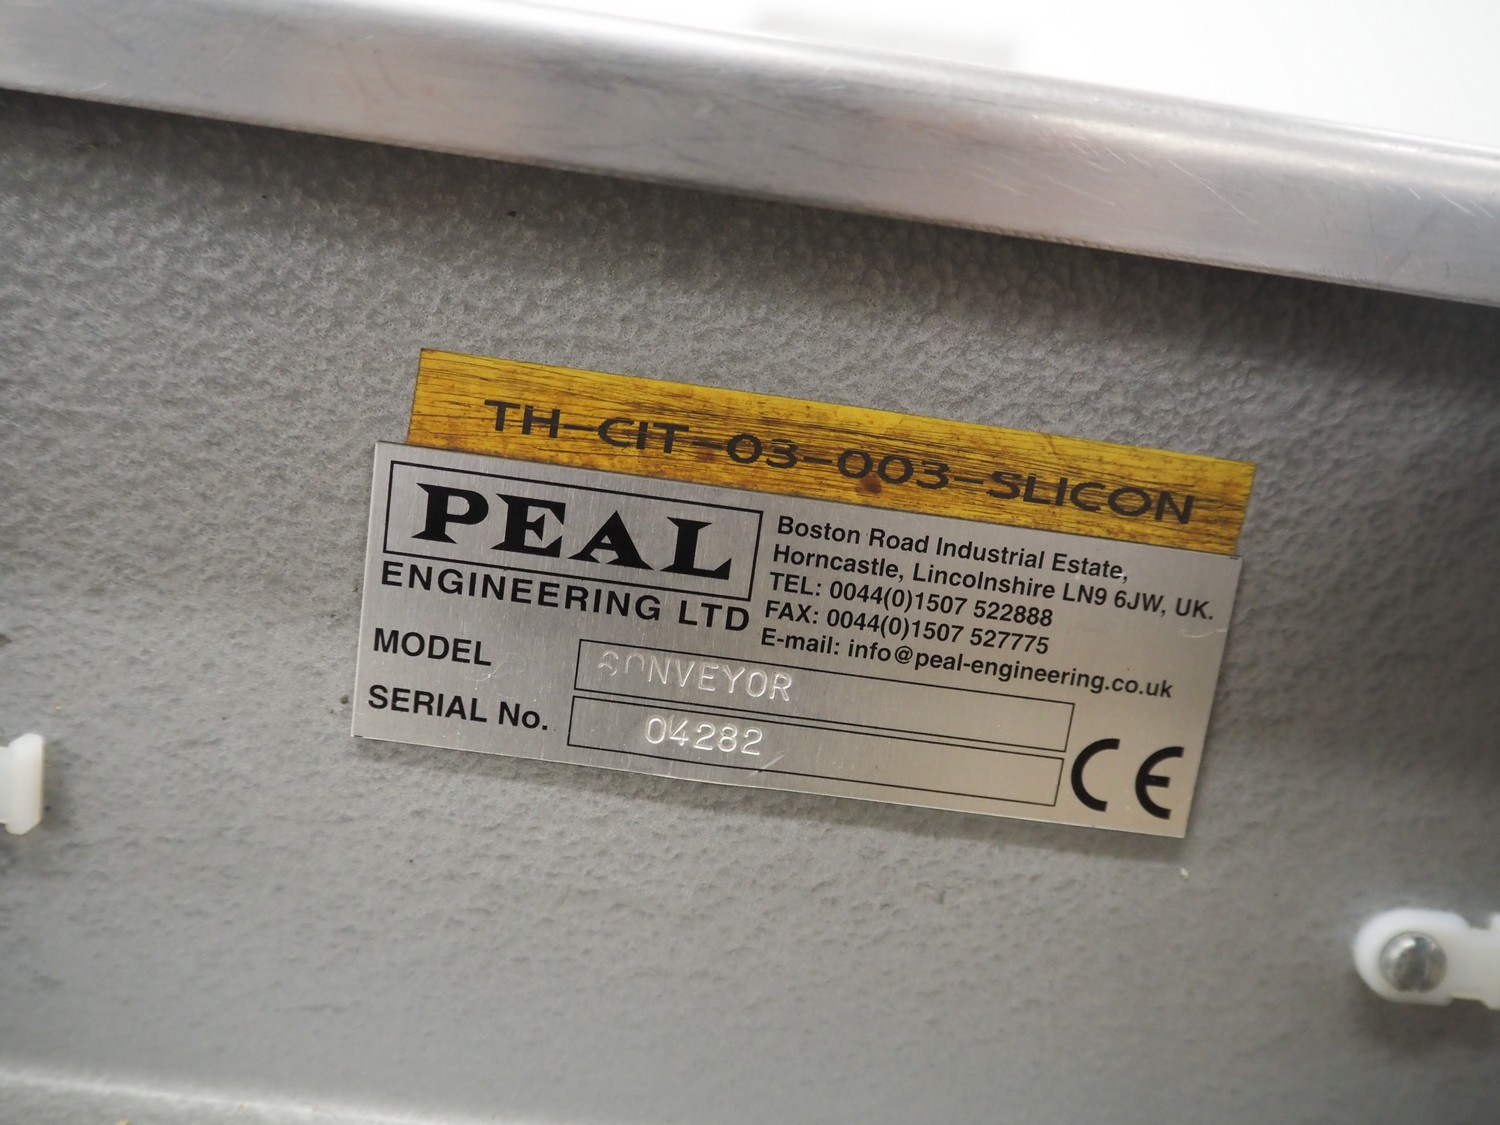 TH-CIT-03-003-SLICON
PEAL
ENGINEERING LTD
Boston Road Industrial Estate,
Horncastle, Lincolnshire LN9 6JW, UK.
TEL: 0044(0)1507 522888
FAX: 0044(0)1507 527775
E-mail: info@peal-engineering.co.uk
MODEL CONVEYOR
SERIAL No. 04282
CE